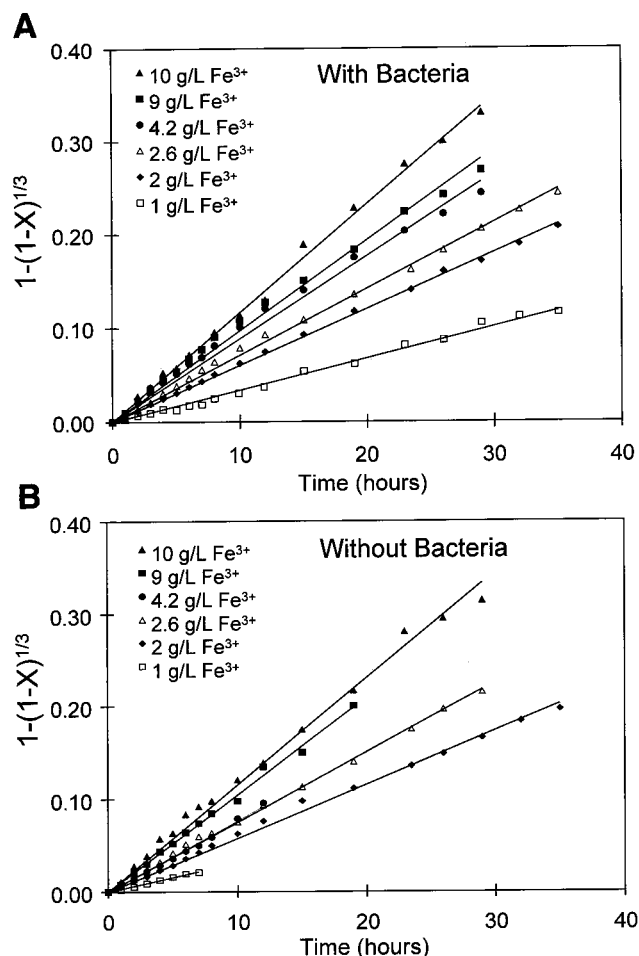 A
0.40
0.30
0.20
0.10
0.00
1-(1-X)^1/3
▲ 10 g/L Fe³⁺
■ 9 g/L Fe³⁺
● 4.2 g/L Fe³⁺
△ 2.6 g/L Fe³⁺
◆ 2 g/L Fe³⁺
□ 1 g/L Fe³⁺
With Bacteria
0 10 20 30 40
Time (hours)
B
0.40
0.30
0.20
0.10
0.00
1-(1-X)^1/3
▲ 10 g/L Fe³⁺
■ 9 g/L Fe³⁺
● 4.2 g/L Fe³⁺
△ 2.6 g/L Fe³⁺
◆ 2 g/L Fe³⁺
□ 1 g/L Fe³⁺
Without Bacteria
0 10 20 30 40
Time (hours)